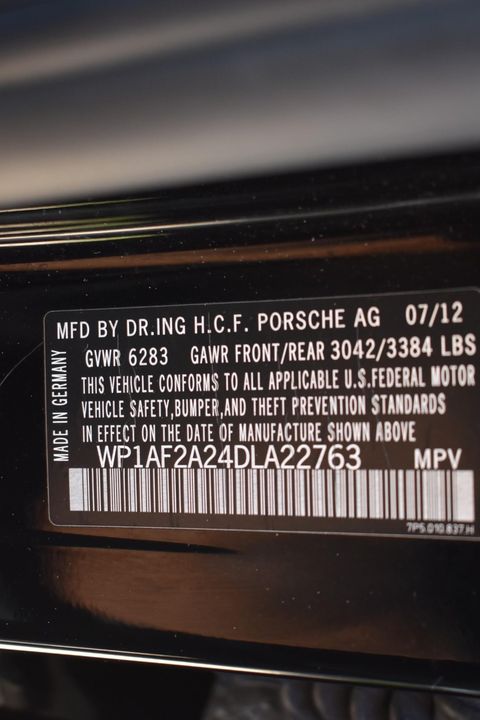 MFD BY DR.ING H.C.F. PORSCHE AG 07/12
GVWR 6283 GAWR FRONT/REAR 3042/3384 LBS
THIS VEHICLE CONFORMS TO ALL APPLICABLE U.S.FEDERAL MOTOR
VEHICLE SAFETY,BUMPER,AND THEFT PREVENTION STANDARDS
IN EFFECT ON THE DATE OF MANUFACTURE SHOWN ABOVE
WP1AF2A24DLA22763 MPV
7P5.010.837.H
MADE IN GERMANY